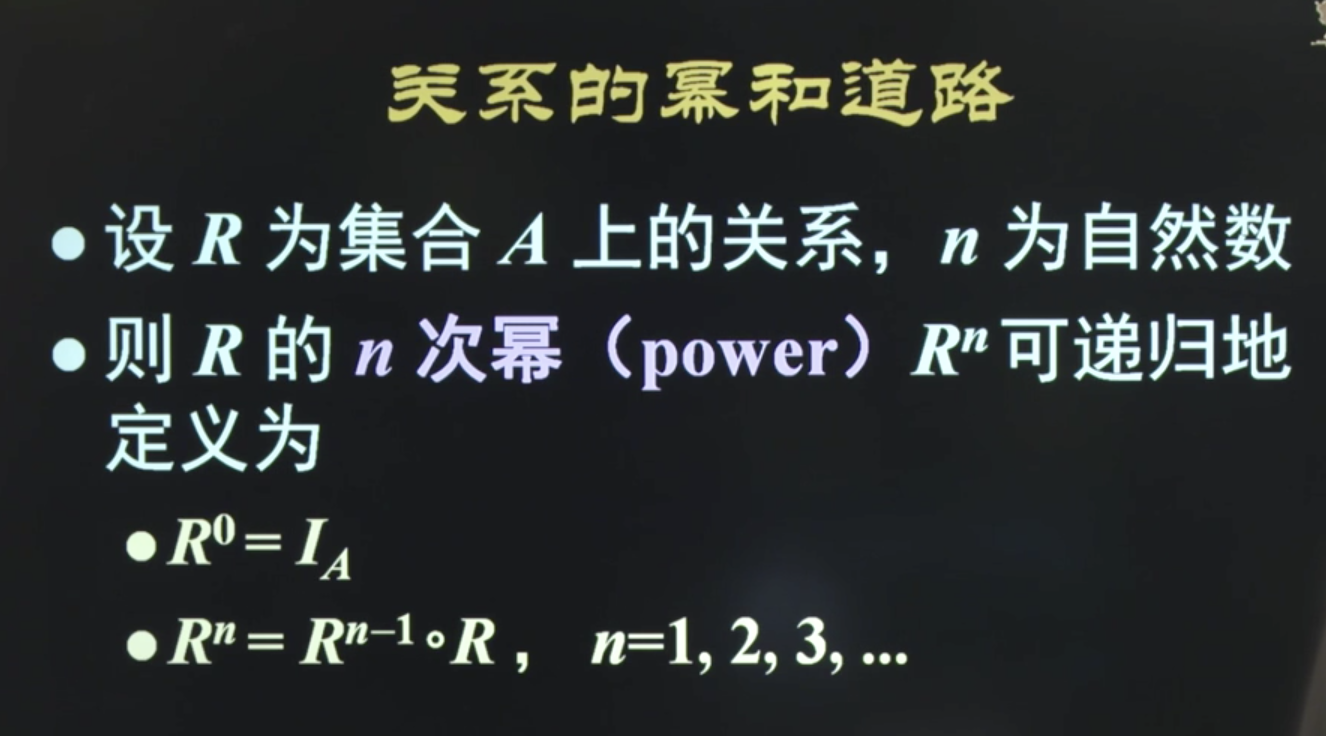 关系的幂和道路
● 设 R 为集合 A 上的关系，n 为自然数
● 则 R 的 n 次幂（power）Rⁿ 可递归地
定义为
● R⁰ = I_A
● Rⁿ = Rⁿ⁻¹∘R ， n=1, 2, 3, ...